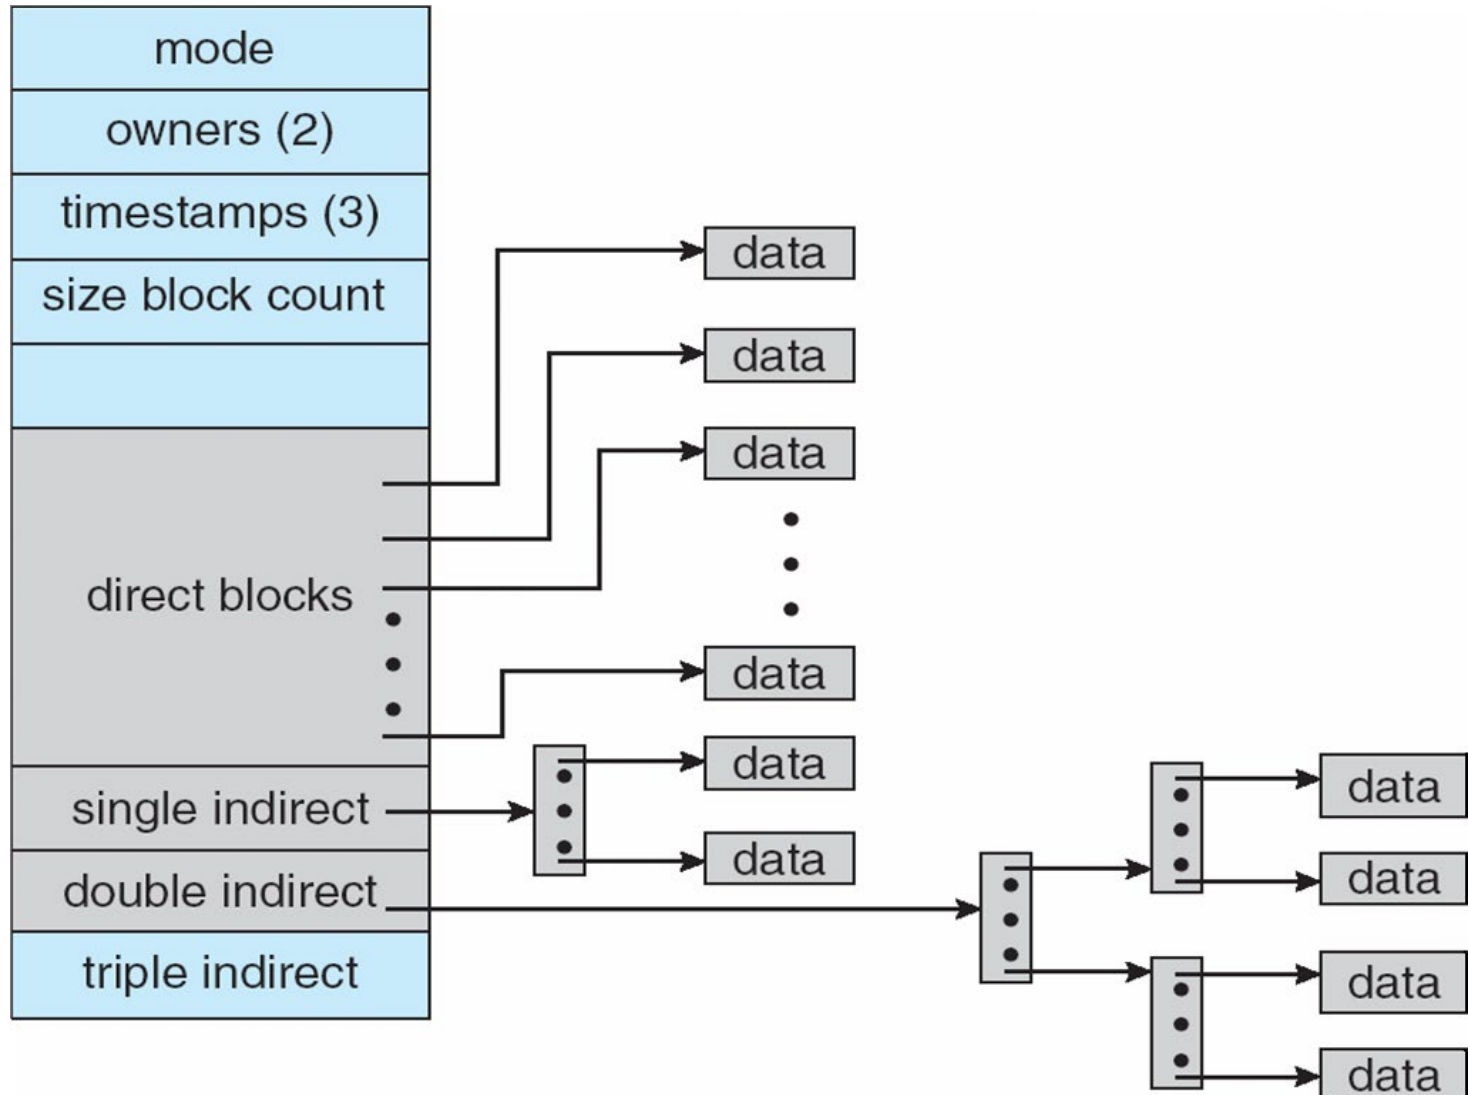 mode
owners (2)
timestamps (3)
size block count
direct blocks
single indirect
double indirect
triple indirect
data
data
data
data
data
data
data
data
data
data